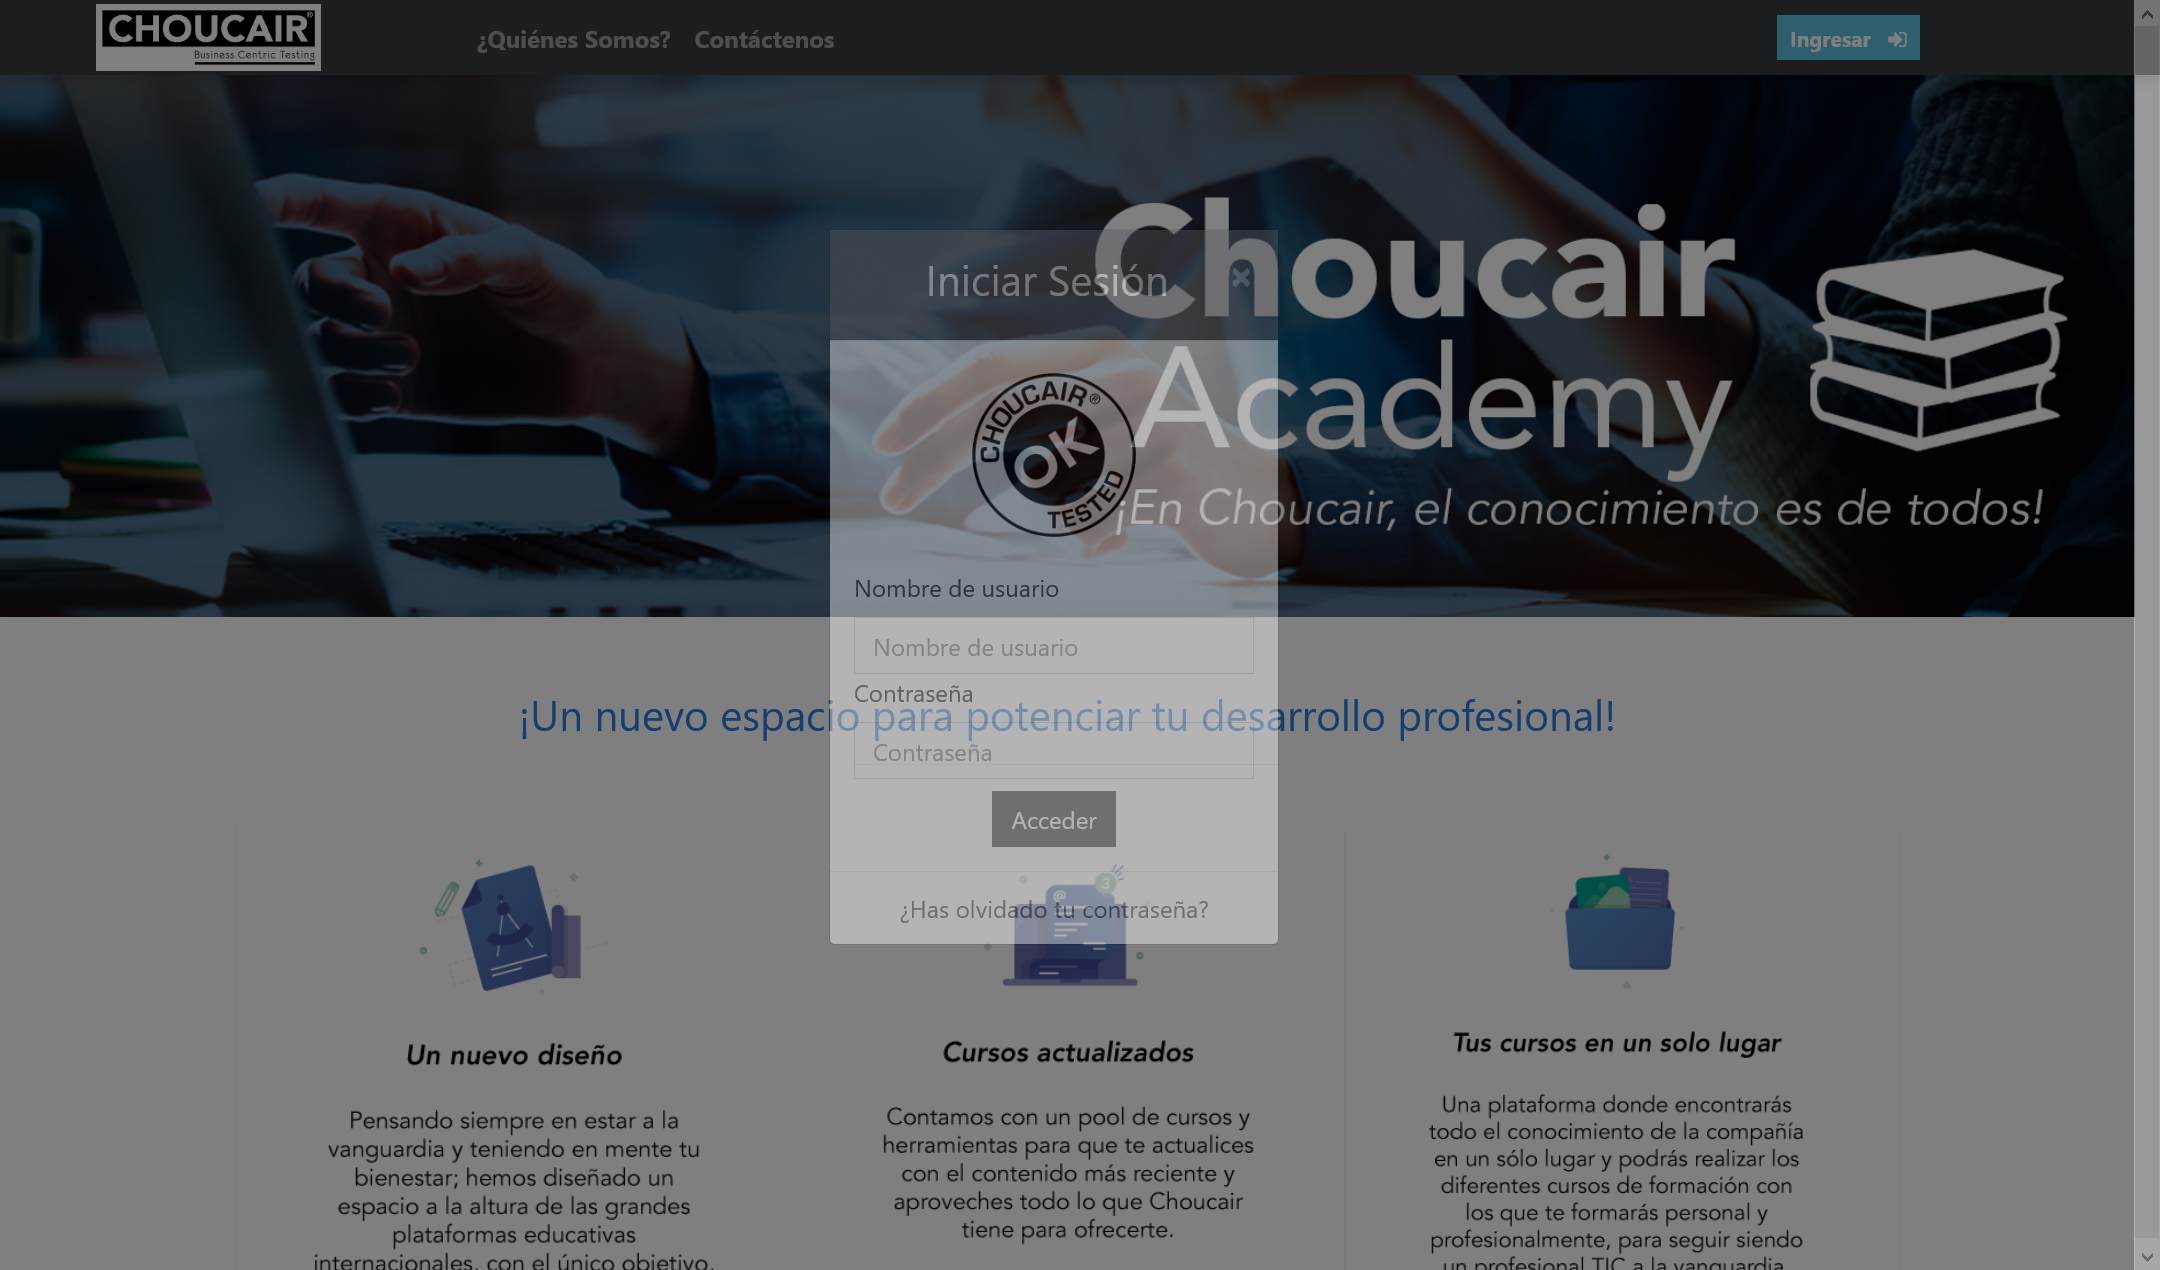 CHOUCAIR®
Business Centric Testing
¿Quiénes Somos?
Contáctenos
Ingresar
Choucair
Academy
¡En Choucair, el conocimiento es de todos!
Iniciar Sesión
×
CHOUCAIR®
OK
TESTED
Nombre de usuario
Nombre de usuario
Contraseña
Contraseña
Acceder
¿Has olvidado tu contraseña?
¡Un nuevo espacio para potenciar tu desarrollo profesional!
Un nuevo diseño
Pensando siempre en estar a la
vanguardia y teniendo en mente tu
bienestar; hemos diseñado un
espacio a la altura de las grandes
plataformas educativas
internacionales, con el único objetivo,
@
3
Cursos actualizados
Contamos con un pool de cursos y
herramientas para que te actualices
con el contenido más reciente y
aproveches todo lo que Choucair
tiene para ofrecerte.
Tus cursos en un solo lugar
Una plataforma donde encontrarás
todo el conocimiento de la compañía
en un sólo lugar y podrás realizar los
diferentes cursos de formación con
los que te formarás personal y
profesionalmente, para seguir siendo
un profesional TIC a la vanguardia